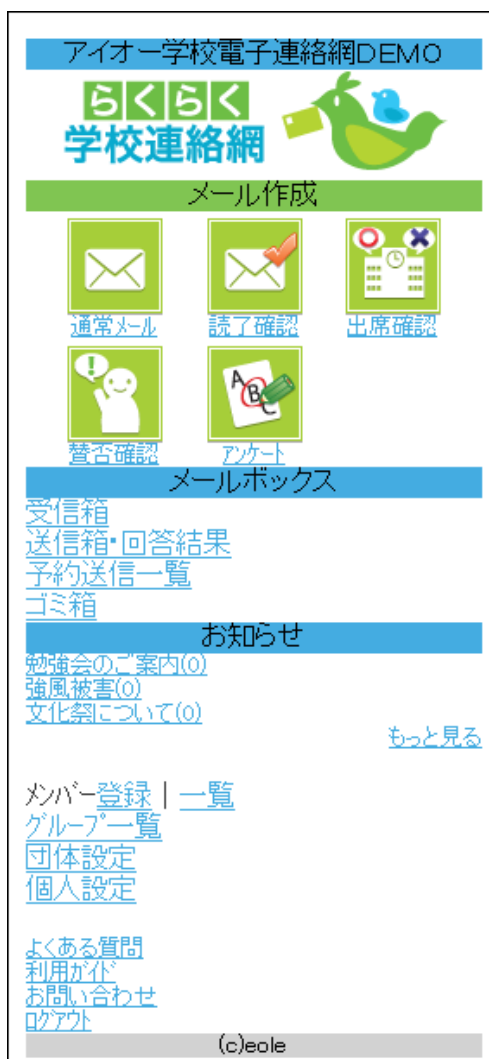 アイオー学校電子連絡網DEMO
らくらく
学校連絡網
メール作成
通常ﾒｰﾙ 読了確認 出席確認
ABC
賛否確認 ｱﾝｹｰﾄ
メールボックス
受信箱
送信箱･回答結果
予約送信一覧
ゴミ箱
お知らせ
勉強会のご案内(0)
強風被害(0)
文化祭について(0)
もっと見る
ﾒﾝﾊﾞｰ登録 | 一覧
ｸﾞﾙｰﾌﾟ一覧
団体設定
個人設定
よくある質問
利用ｶﾞｲﾄﾞ
お問い合わせ
ﾛｸﾞｱｳﾄ
(c)eole